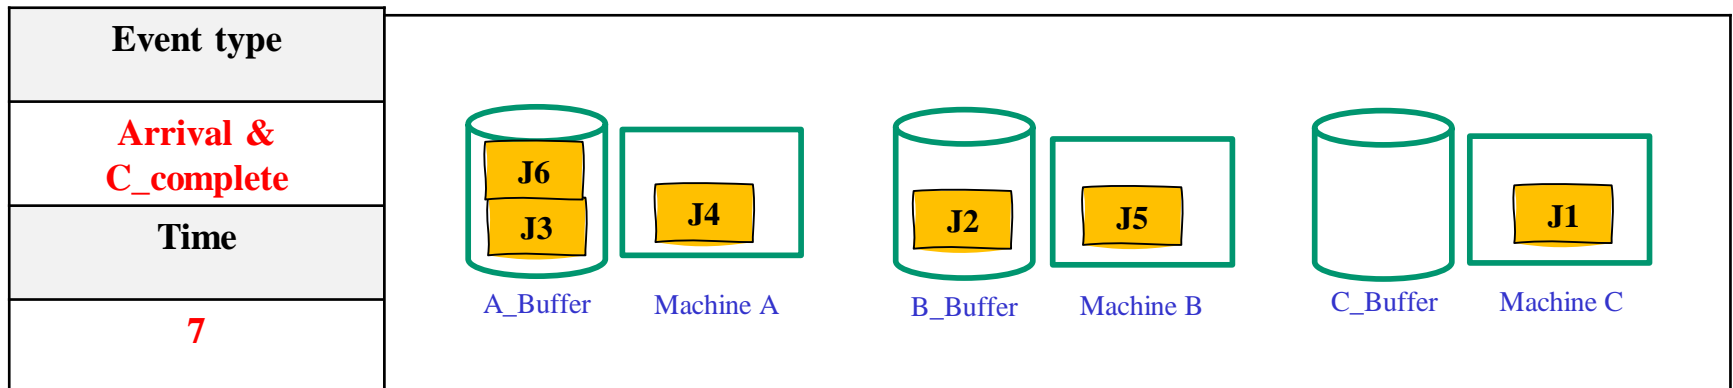 Event type
Arrival &
C_complete
Time
7
J6
J3
J4
J2
J5
J1
A_Buffer
Machine A
B_Buffer
Machine B
C_Buffer
Machine C